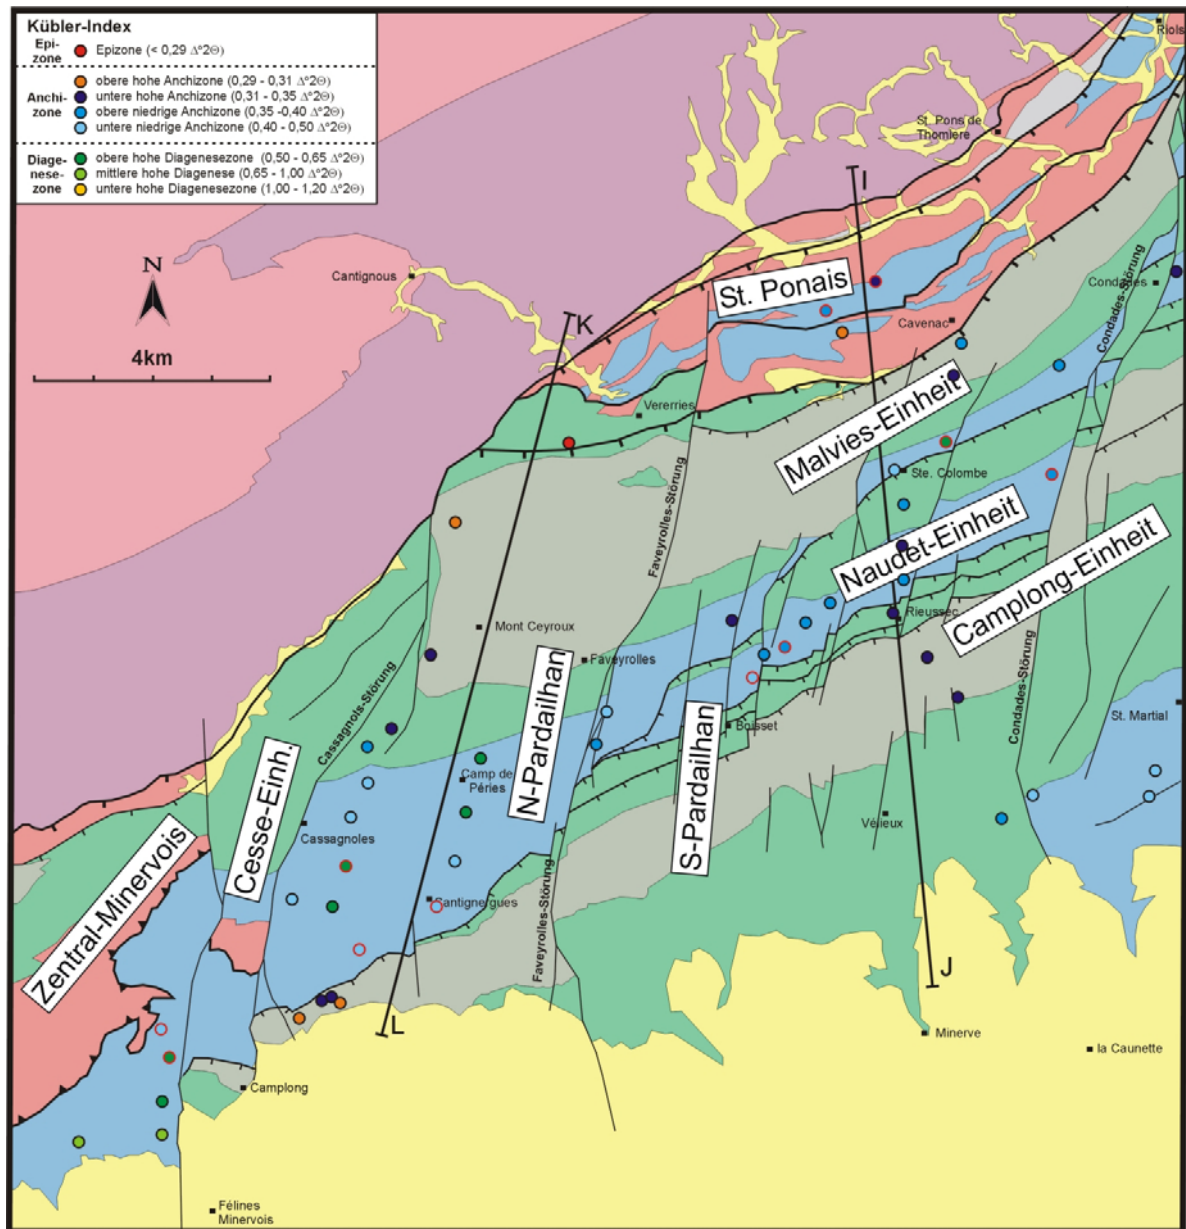 Kübler-Index
Epi-
zone
Epizone (< 0,29 Δ°2Θ)
Anchi-
zone
obere hohe Anchizone (0,29 - 0,31 Δ°2Θ)
untere hohe Anchizone (0,31 - 0,35 Δ°2Θ)
obere niedrige Anchizone (0,35 -0,40 Δ°2Θ)
untere niedrige Anchizone (0,40 - 0,50 Δ°2Θ)
Diage-
nese-
zone
obere hohe Diagenesezone (0,50 - 0,65 Δ°2Θ)
mittlere hohe Diagenese (0,65 - 1,00 Δ°2Θ)
untere hohe Diagenesezone (1,00 - 1,20 Δ°2Θ)
Riols
St. Pons de
Thomière
I
N
Cantignous
4km
K
St. Ponais
Condades
Condades-Störung
Cavenac
Vererries
Malvies-Einheit
Ste. Colombe
Faveyrolles-Störung
Naudet-Einheit
Camplong-Einheit
Rieussec
Mont Ceyroux
Faveyrolles
N-Pardailhan
S-Pardailhan
Boisset
Condades-Störung
St. Martial
Cassagnols-Störung
Camp de
Péries
Cesse-Einh.
Cassagnoles
Vélieux
Zentral-Minervois
Santignergues
Faveyrolles-Störung
J
L
Minerve
la Caunette
Camplong
Félines
Minervois